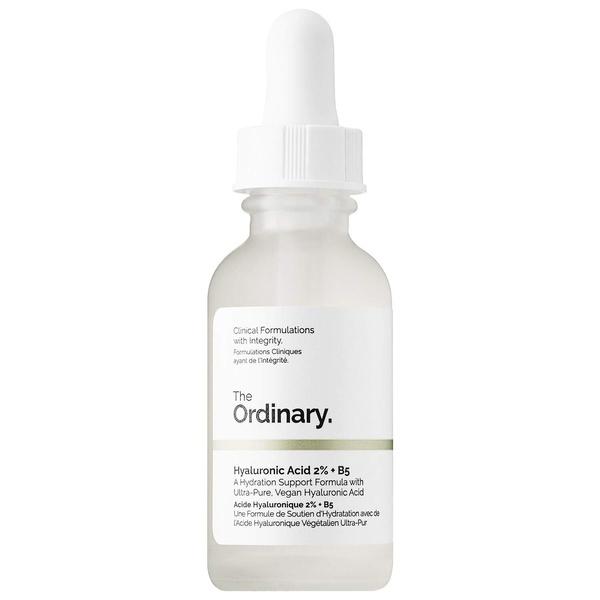 Clinical Formulations
with Integrity.
Formulations Cliniques
ayant de l'intégrité.
The
Ordinary.
Hyaluronic Acid 2% + B5
A Hydration Support Formula with
Ultra-Pure, Vegan Hyaluronic Acid
Acide Hyaluronique 2% + B5
Une Formule de Soutien d'Hydratation avec de
l'Acide Hyaluronique Végétalien Ultra-Pur